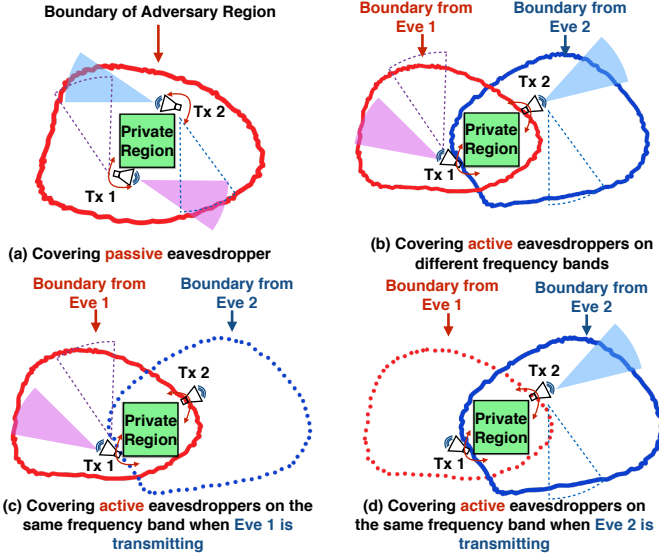 Boundary of Adversary Region
Tx 2
Private
Region
Tx 1
(a) Covering passive eavesdropper
Boundary from
Eve 1
Boundary from
Eve 2
Tx 2
Private
Region
Tx 1
(b) Covering active eavesdroppers on
different frequency bands
Boundary from
Eve 1
Boundary from
Eve 2
Tx 2
Private
Region
Tx 1
(c) Covering active eavesdroppers on the
same frequency band when Eve 1 is
transmitting
Boundary from
Eve 1
Boundary from
Eve 2
Tx 2
Private
Region
Tx 1
(d) Covering active eavesdroppers on
the same frequency band when Eve 2 is
transmitting